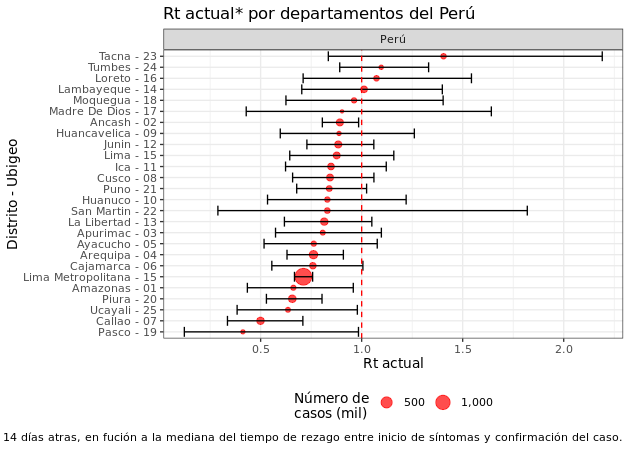 Rt actual* por departamentos del Perú
Perú
Distrito - Ubigeo
Tacna - 23
Tumbes - 24
Loreto - 16
Lambayeque - 14
Moquegua - 18
Madre De Dios - 17
Ancash - 02
Huancavelica - 09
Junin - 12
Lima - 15
Ica - 11
Cusco - 08
Puno - 21
Huanuco - 10
San Martin - 22
La Libertad - 13
Apurimac - 03
Ayacucho - 05
Arequipa - 04
Cajamarca - 06
Lima Metropolitana - 15
Amazonas - 01
Piura - 20
Ucayali - 25
Callao - 07
Pasco - 19
0.5 1.0 1.5 2.0
Rt actual
Número de
casos (mil)
500 1,000
14 días atras, en fución a la mediana del tiempo de rezago entre inicio de síntomas y confirmación del caso.